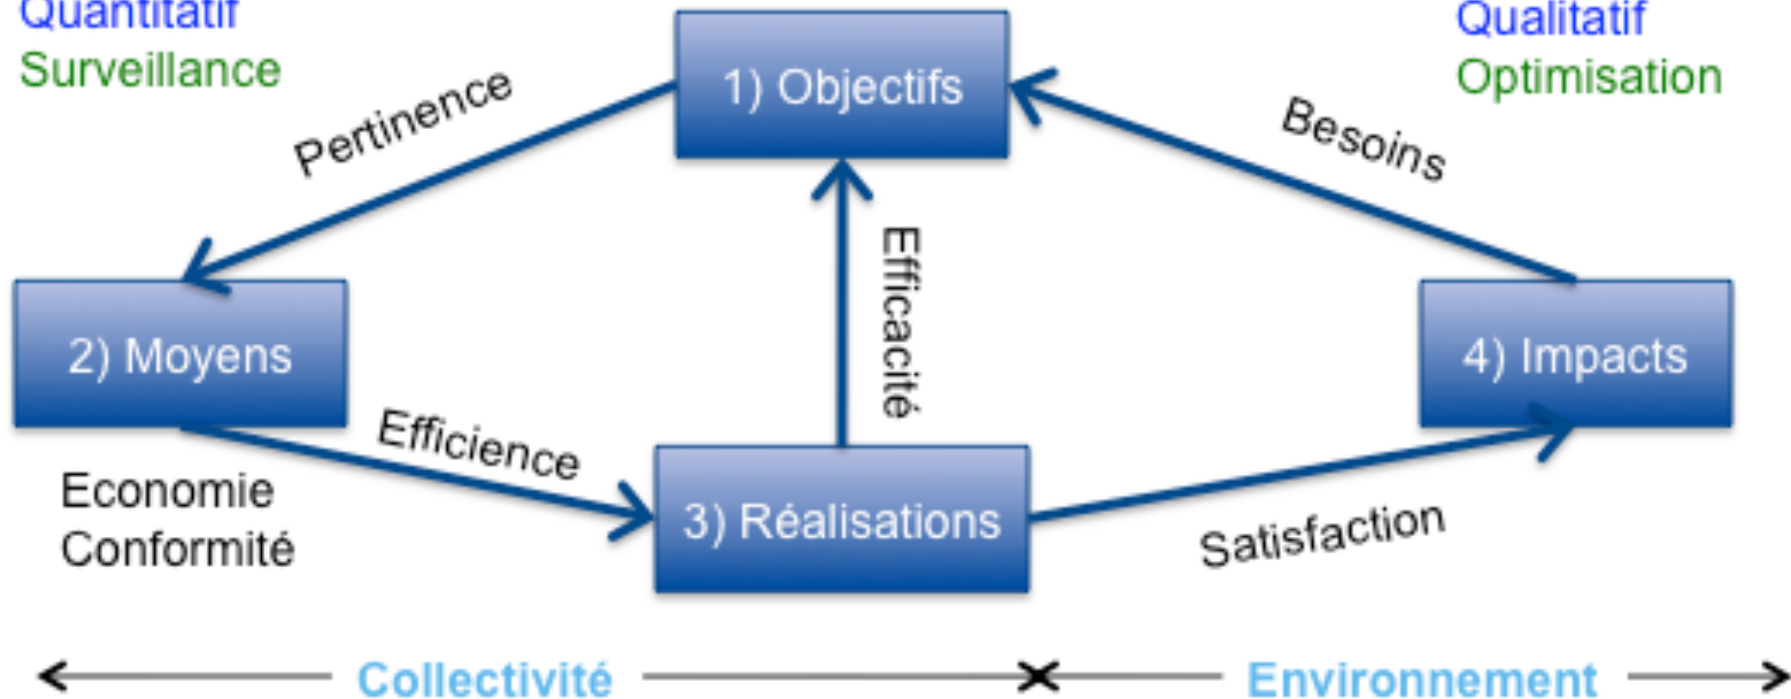 Quantitatif
Surveillance
Qualitatif
Optimisation
1) Objectifs
Pertinence
Besoins
Efficacité
2) Moyens
4) Impacts
Efficience
Economie
Conformité
3) Réalisations
Satisfaction
Collectivité
Environnement